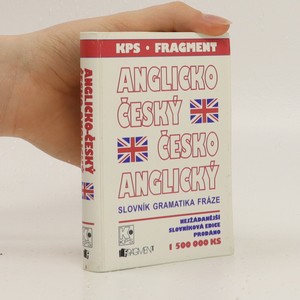 KPS • FRAGMENT
ANGLICKO
ČESKÝ
ČESKO
ANGLICKÝ
SLOVNÍK GRAMATIKA FRÁZE
NEJŽÁDANĚJŠÍ
SLOVNÍKOVÁ EDICE
PRODÁNO
1 500 000 KS
ANGLICKO-ČESKÝ
FRAGMENT